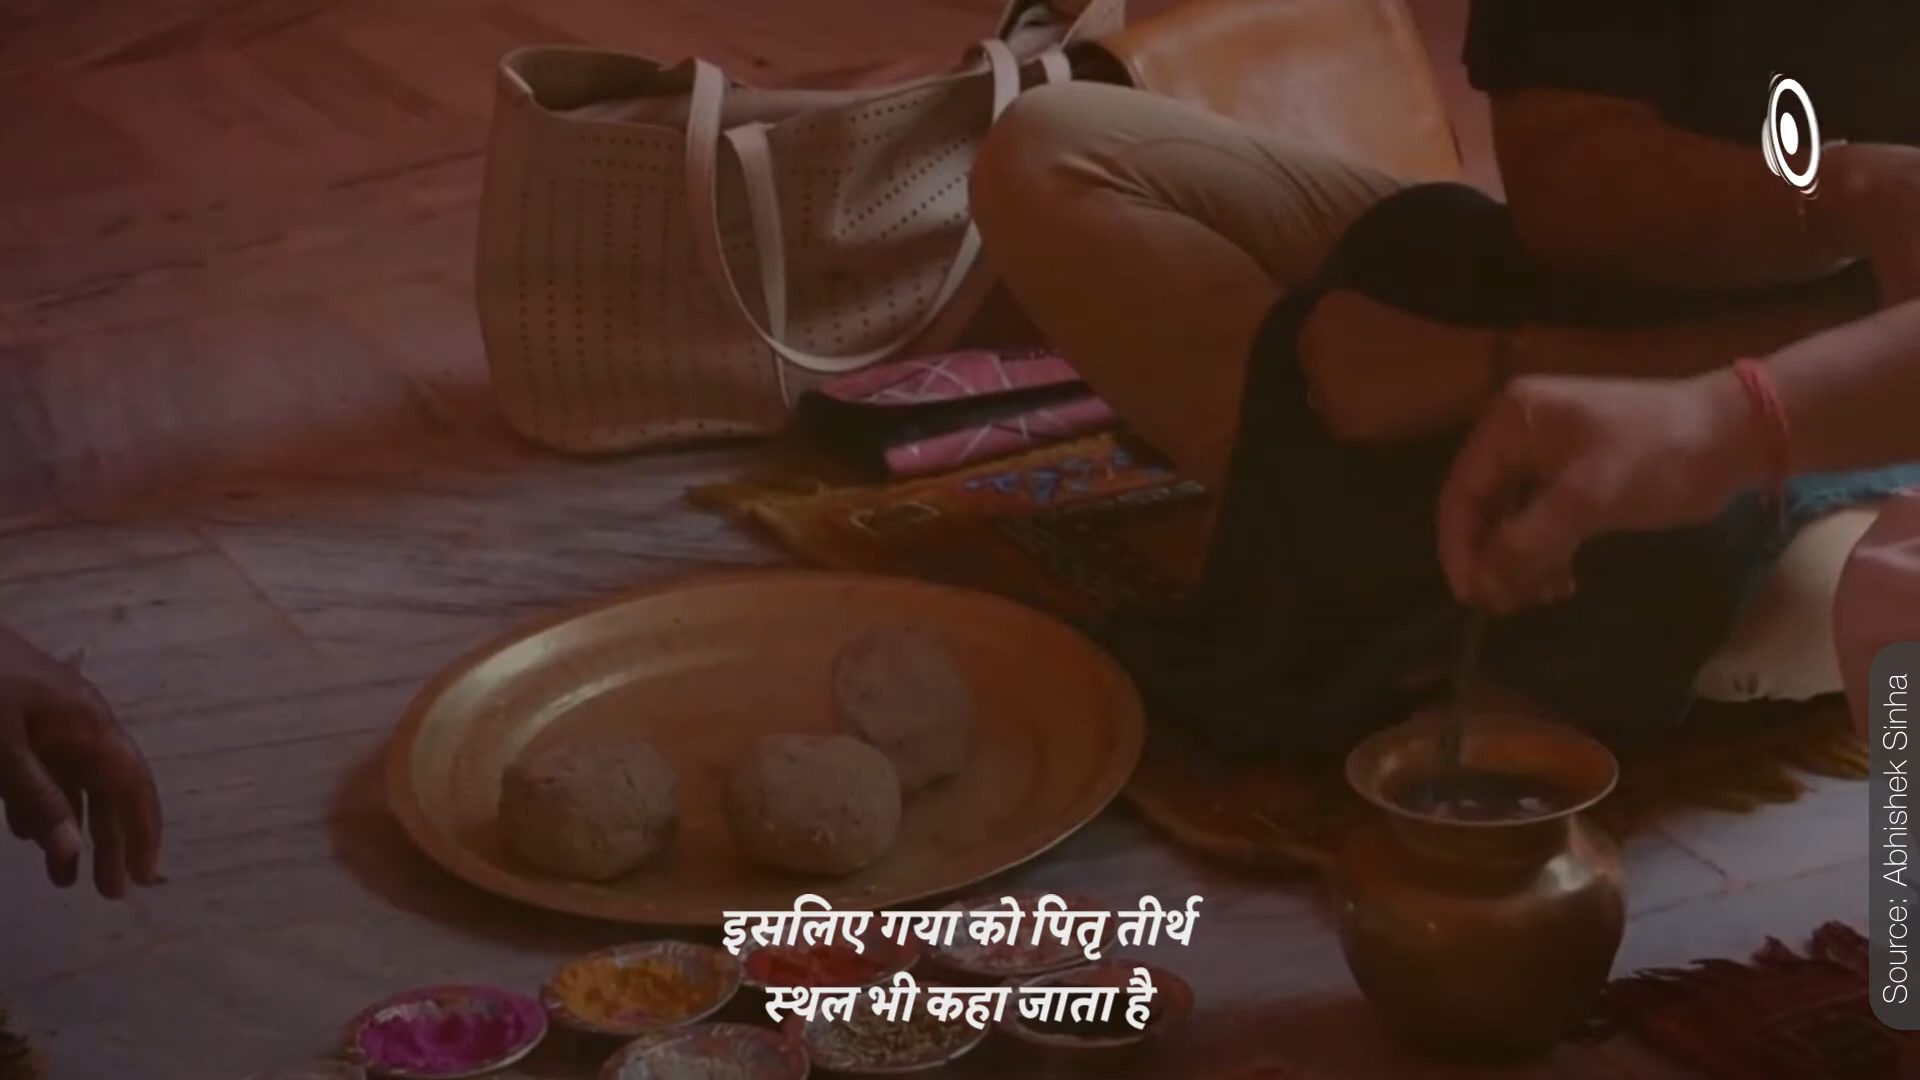 इसलिए गया को पितृ तीर्थ
स्थल भी कहा जाता है
Source: Abhishek Sinha